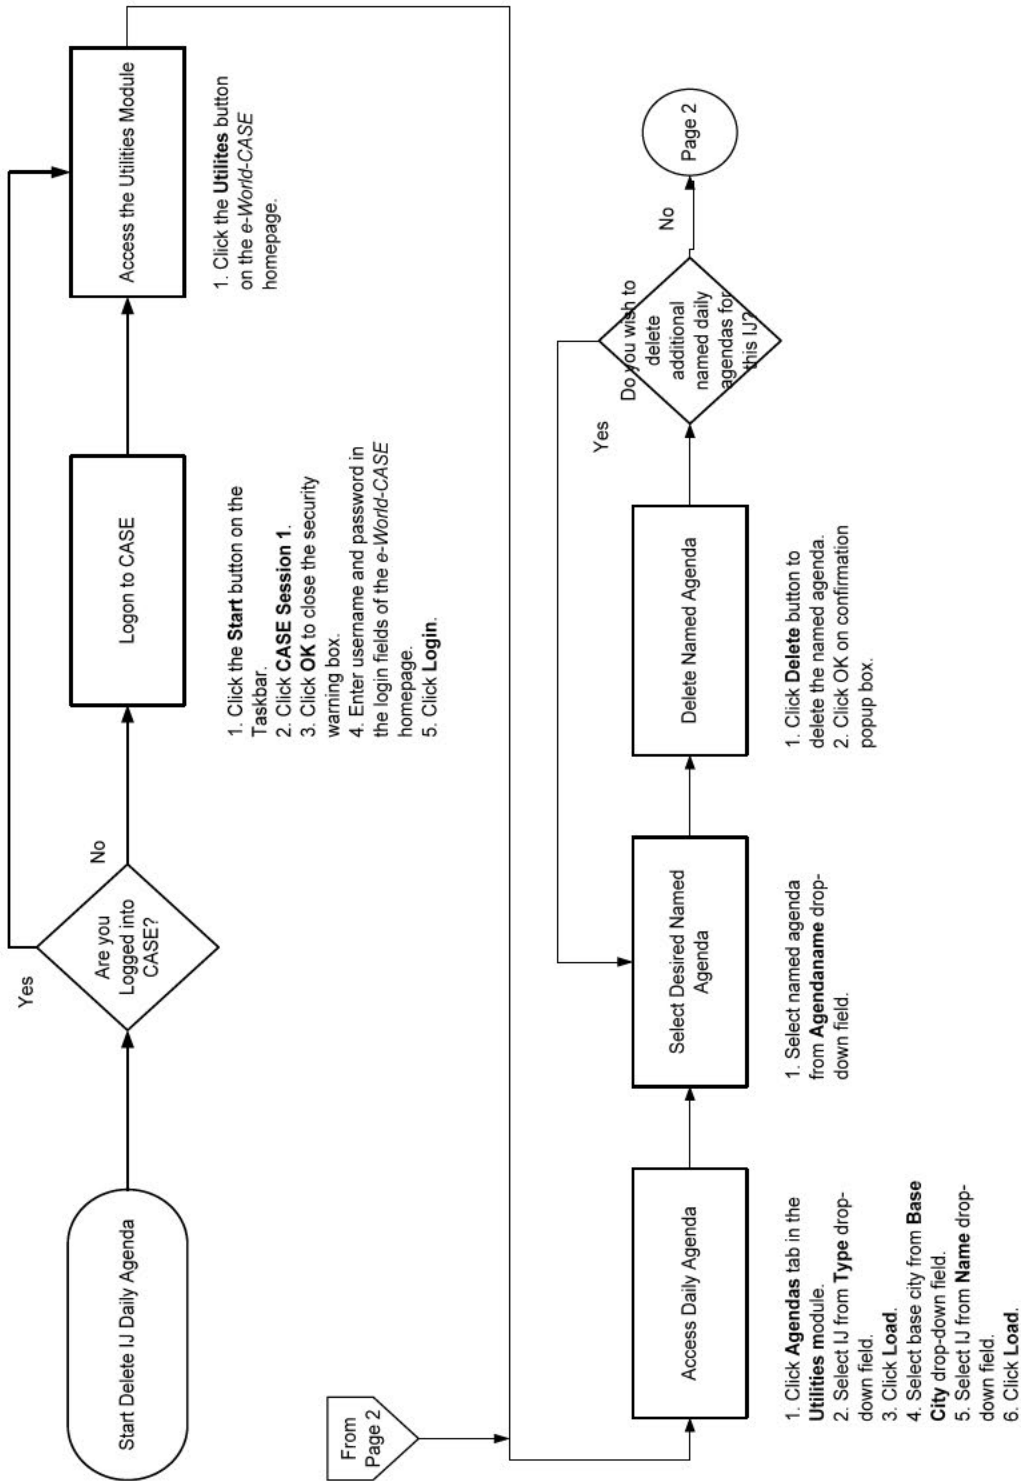 Start Delete IJ Daily Agenda
Are you
Logged into
CASE?
Yes
No
Logon to CASE
1. Click the Start button on the
Taskbar.
2. Click CASE Session 1.
3. Click OK to close the security
warning box.
4. Enter username and password in
the login fields of the e-World-CASE
homepage.
5. Click Login.
Access the Utilities Module
1. Click the Utilites button
on the e-World-CASE
homepage.
From
Page 2
Access Daily Agenda
1. Click Agendas tab in the
Utilities module.
2. Select IJ from Type drop-
down field.
3. Click Load.
4. Select base city from Base
City drop-down field.
5. Select IJ from Name drop-
down field.
6. Click Load.
Select Desired Named
Agenda
1. Select named agenda
from Agendaname drop-
down field.
Delete Named Agenda
1. Click Delete button to
delete the named agenda.
2. Click OK on confirmation
popup box.
Do you wish to
delete
additional
named daily
agendas for
this IJ?
Yes
No
Page 2